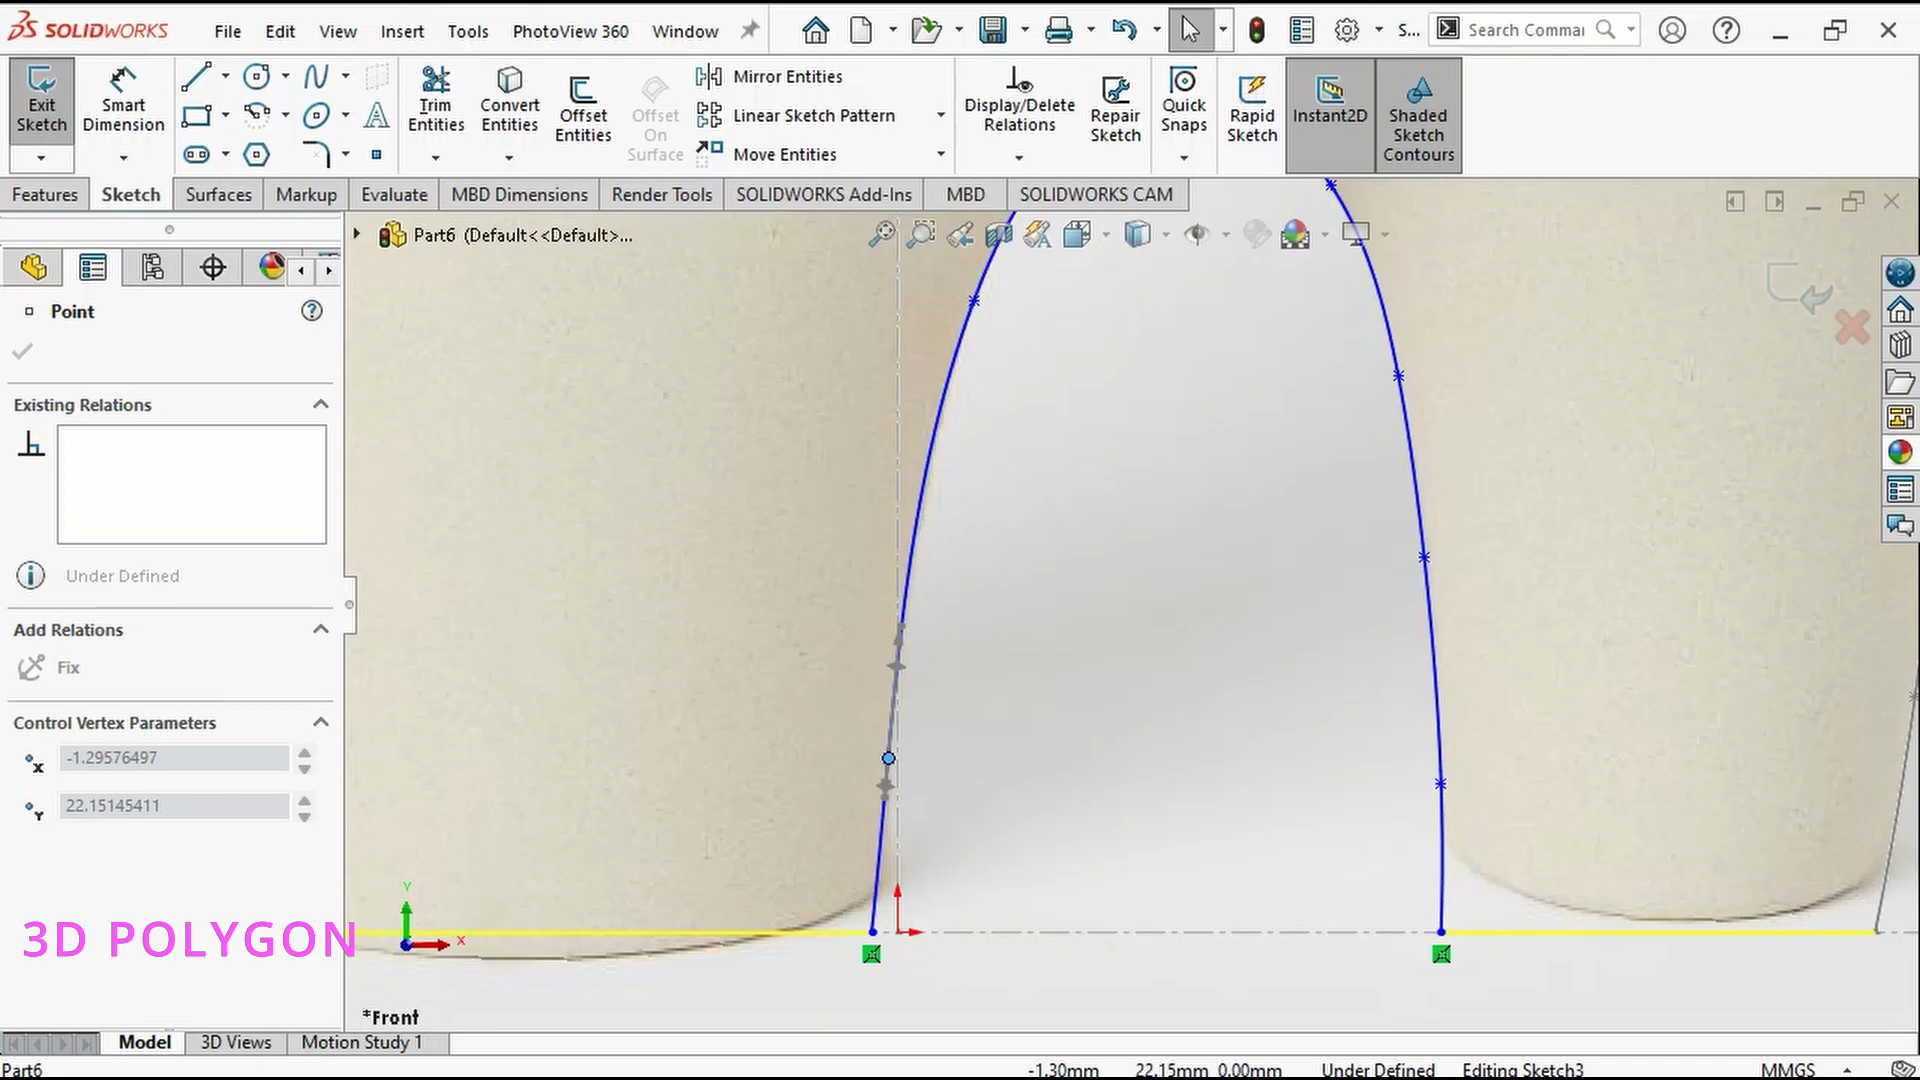 SOLIDWORKS
File Edit View Insert Tools PhotoView 360 Window
S...
Search Commar
Exit Sketch
Smart Dimension
Trim Entities
Convert Entities
Offset Entities
Offset On Surface
Mirror Entities
Linear Sketch Pattern
Move Entities
Display/Delete Relations
Repair Sketch
Quick Snaps
Rapid Sketch
Instant2D
Shaded Sketch Contours
Features Sketch Surfaces Markup Evaluate MBD Dimensions Render Tools SOLIDWORKS Add-Ins MBD SOLIDWORKS CAM
Part6 (Default<<Default>...
Point
Existing Relations
Under Defined
Add Relations
Fix
Control Vertex Parameters
X -1.29576497
Y 22.15145411
Y
X
3D POLYGON
*Front
Model 3D Views Motion Study 1
Part6 -1.30mm 22.15mm 0.00mm Under Defined Editing Sketch3 MMGS